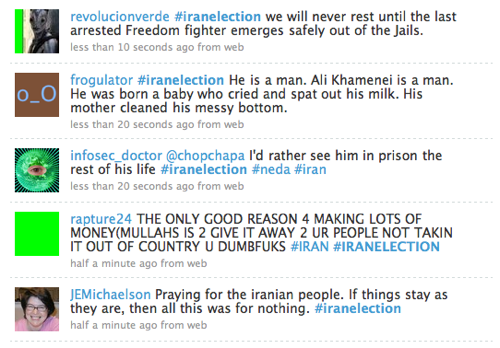 revolucionverde #iranelection we will never rest until the last
arrested Freedom fighter emerges safely out of the Jails.
less than 10 seconds ago from web
o_O
frogulator #iranelection He is a man. Ali Khamenei is a man.
He was born a baby who cried and spat out his milk. His
mother cleaned his messy bottom.
less than 20 seconds ago from web
infosec_doctor @chopchapa I'd rather see him in prison the
rest of his life #iranelection #neda #iran
less than 20 seconds ago from web
rapture24 THE ONLY GOOD REASON 4 MAKING LOTS OF
MONEY(MULLAHS IS 2 GIVE IT AWAY 2 UR PEOPLE NOT TAKIN
IT OUT OF COUNTRY U DUMBFUKS #IRAN #IRANELECTION
half a minute ago from web
JEMichaelson Praying for the iranian people. If things stay as
they are, then all this was for nothing. #iranelection
half a minute ago from web